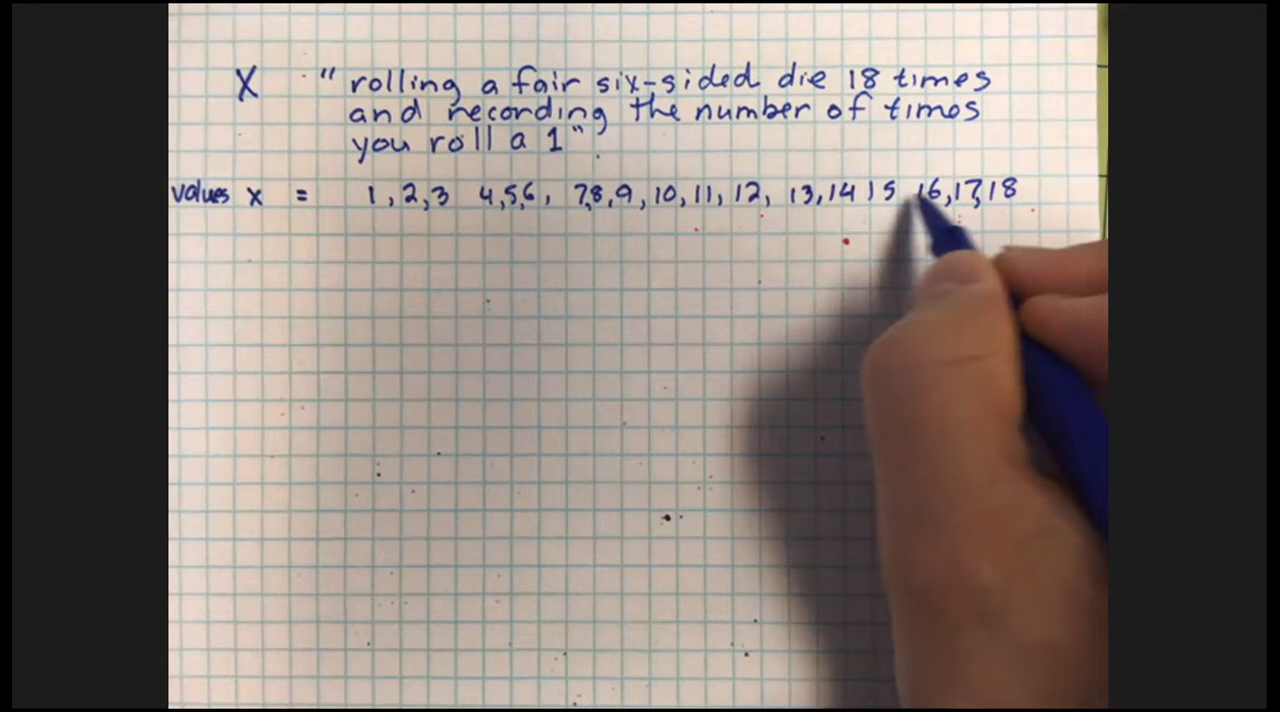 X " rolling a fair six-sided die 18 times
and recording the number of times
you roll a 1"
values x = 1, 2, 3 4, 5, 6, 7, 8, 9, 10, 11, 12, 13, 14 15 16, 17, 18